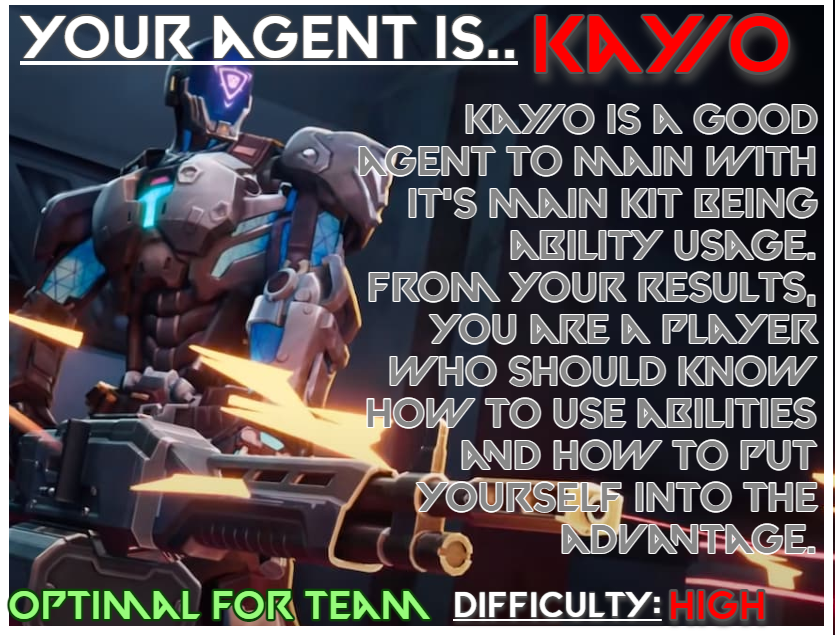 YOUR AGENT IS.. KAY/O
KAY/O IS A GOOD
AGENT TO MAIN WITH
IT'S MAIN KIT BEING
ABILITY USAGE.
FROM YOUR RESULTS,
YOU ARE A PLAYER
WHO SHOULD KNOW
HOW TO USE ABILITIES
AND HOW TO PUT
YOURSELF INTO THE
ADVANTAGE.
OPTIMAL FOR TEAM DIFFICULTY: HIGH